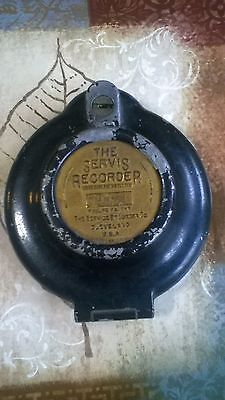 THE
SERVIS
RECORDER
THE SERVICE RECORDER CO.
CLEVELAND
U.S.A.